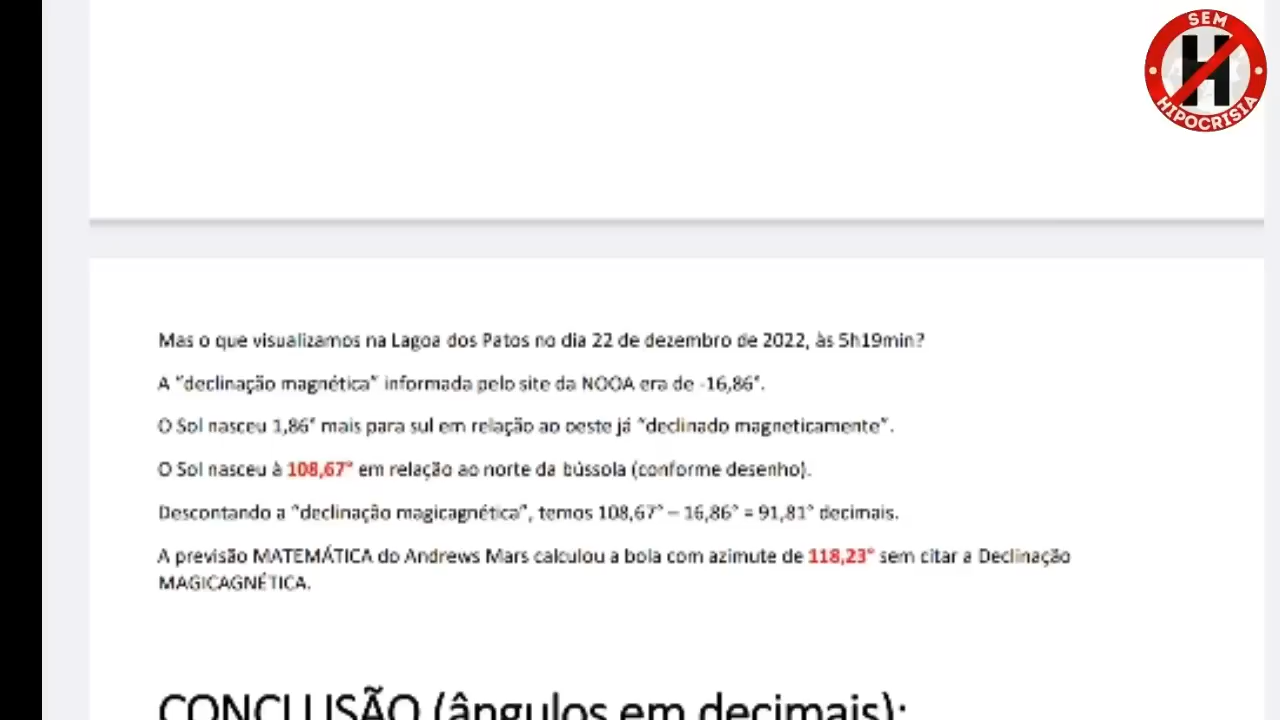 SEM
H
HIPOCRISIA
Mas o que visualizamos na Lagoa dos Patos no dia 22 de dezembro de 2022, às 5h19min?
A "declinação magnética" informada pelo site da NOOA era de -16,86°.
O Sol nasceu 1,86° mais para sul em relação ao oeste já "declinado magneticamente".
O Sol nasceu à 108,67° em relação ao norte da bússola (conforme desenho).
Descontando a "declinação magicagnética", temos 108,67° – 16,86° = 91,81° decimais.
A previsão MATEMÁTICA do Andrews Mars calculou a bola com azimute de 118,23° sem citar a Declinação
MAGICAGNÉTICA.
CONCLUSÃO (ângulos em decimais):